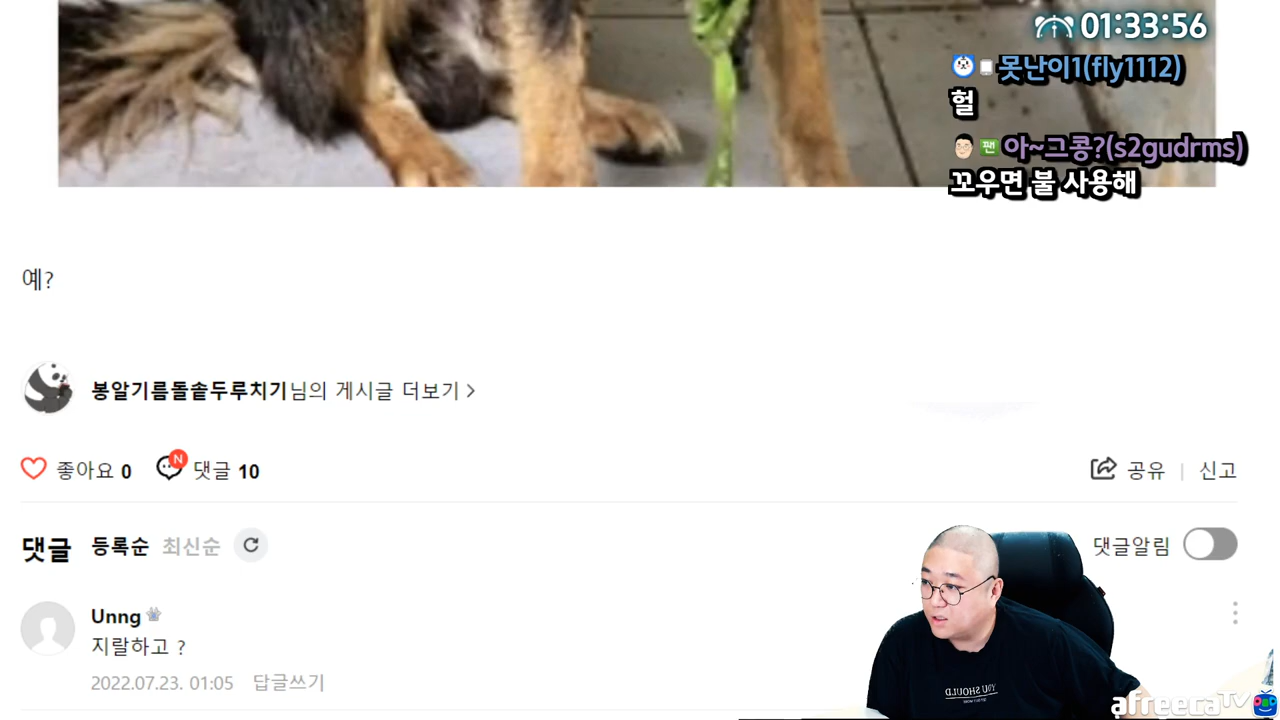 01:33:56
못난이1(fly1112)
헐
팬 아~그콩?(s2gudrms)
꼬우면 불 사용해
예?
봉알기름돌솥두루치기님의 게시글 더보기 >
좋아요 0 N 댓글 10
공유 | 신고
댓글 등록순 최신순
댓글알림
Unng
지랄하고 ?
2022.07.23. 01:05 답글쓰기
YOU SHOULD
afreecaTV